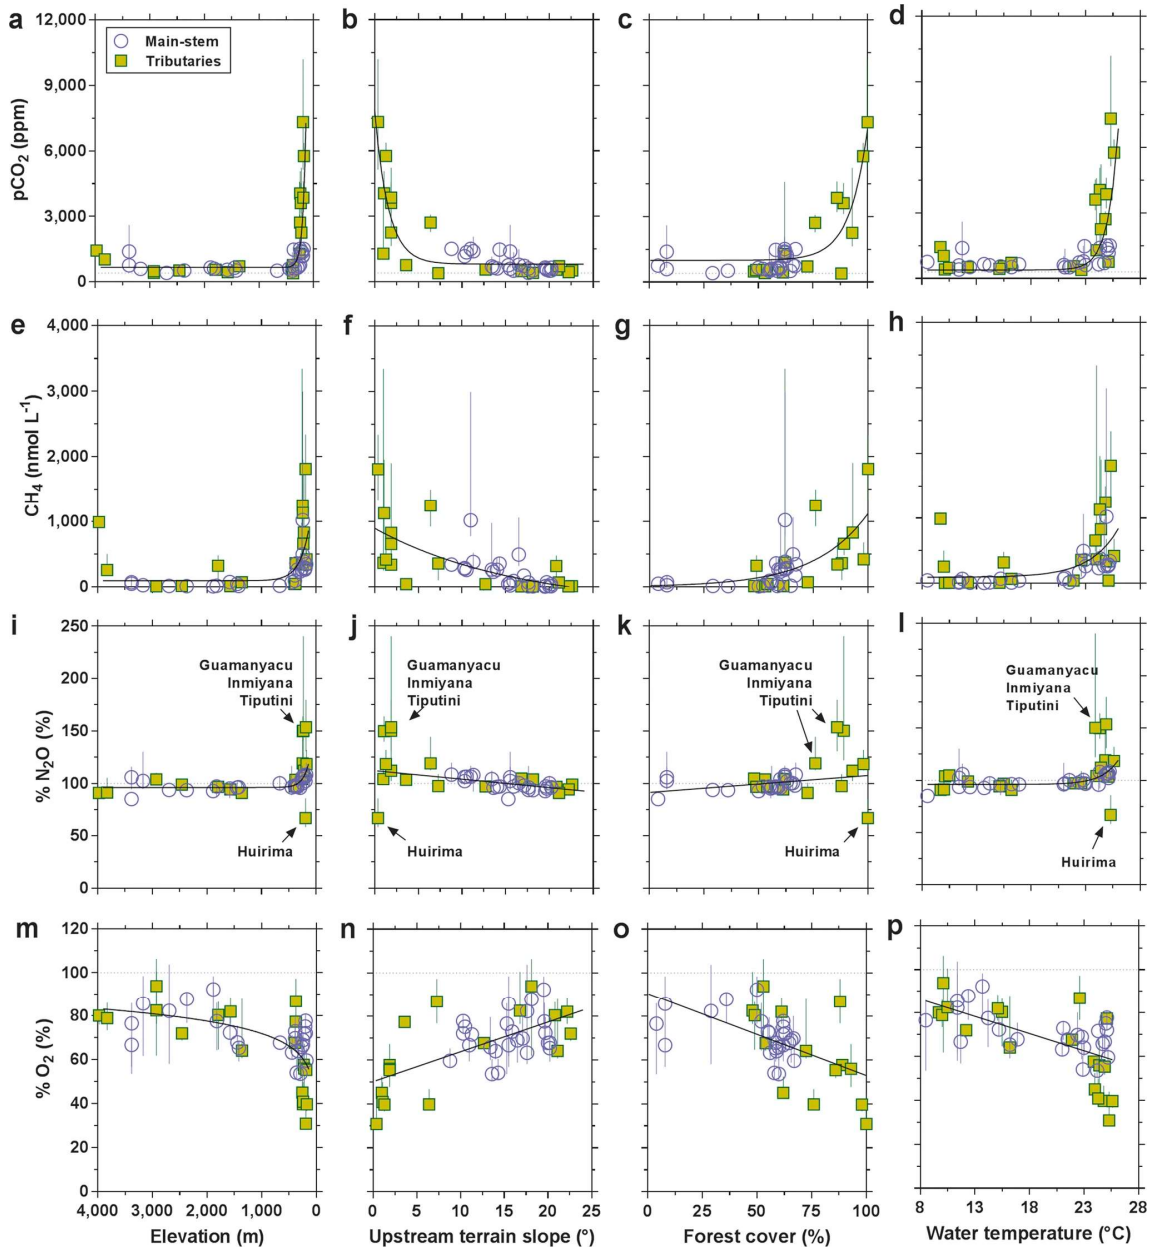 a
b
c
d
Main-stem
Tributaries
12,000
9,000
6,000
3,000
0
pCO2 (ppm)
e
f
g
h
4,000
3,000
2,000
1,000
0
CH4 (nmol L-1)
i
j
k
l
250
200
150
100
50
0
% N2O (%)
Guamanyacu
Inmiyana
Tiputini
Huirima
Guamanyacu
Inmiyana
Tiputini
Huirima
Guamanyacu
Inmiyana
Tiputini
Huirima
Guamanyacu
Inmiyana
Tiputini
Huirima
m
n
o
p
120
100
80
60
40
20
0
% O2 (%)
4,000 3,000 2,000 1,000 0
0 5 10 15 20 25
0 25 50 75 100
8 13 18 23 28
Elevation (m)
Upstream terrain slope (°)
Forest cover (%)
Water temperature (°C)